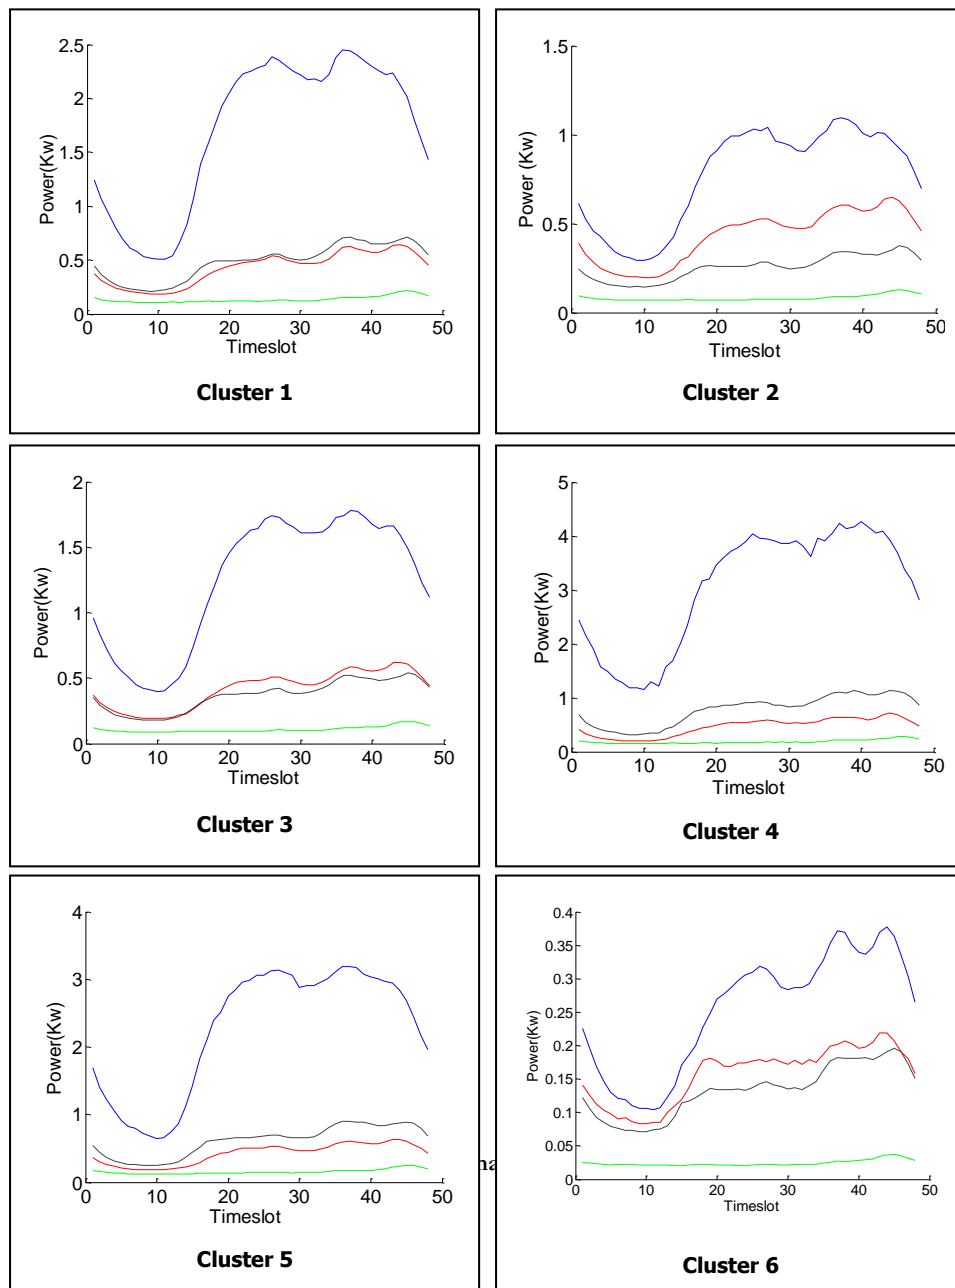 2.5
2
1.5
1
0.5
0
0 10 20 30 40 50
Power(Kw)
Timeslot
Cluster 1
1.5
1
0.5
0
0 10 20 30 40 50
Power (Kw)
Timeslot
Cluster 2
2
1.5
1
0.5
0
0 10 20 30 40 50
Power(Kw)
Timeslot
Cluster 3
5
4
3
2
1
0
0 10 20 30 40 50
Power(Kw)
Timeslot
Cluster 4
4
3
2
1
0
0 10 20 30 40 50
Power(Kw)
Timeslot
Cluster 5
0.4
0.35
0.3
0.25
0.2
0.15
0.1
0.05
0
0 10 20 30 40 50
Power(Kw)
Timeslot
Cluster 6